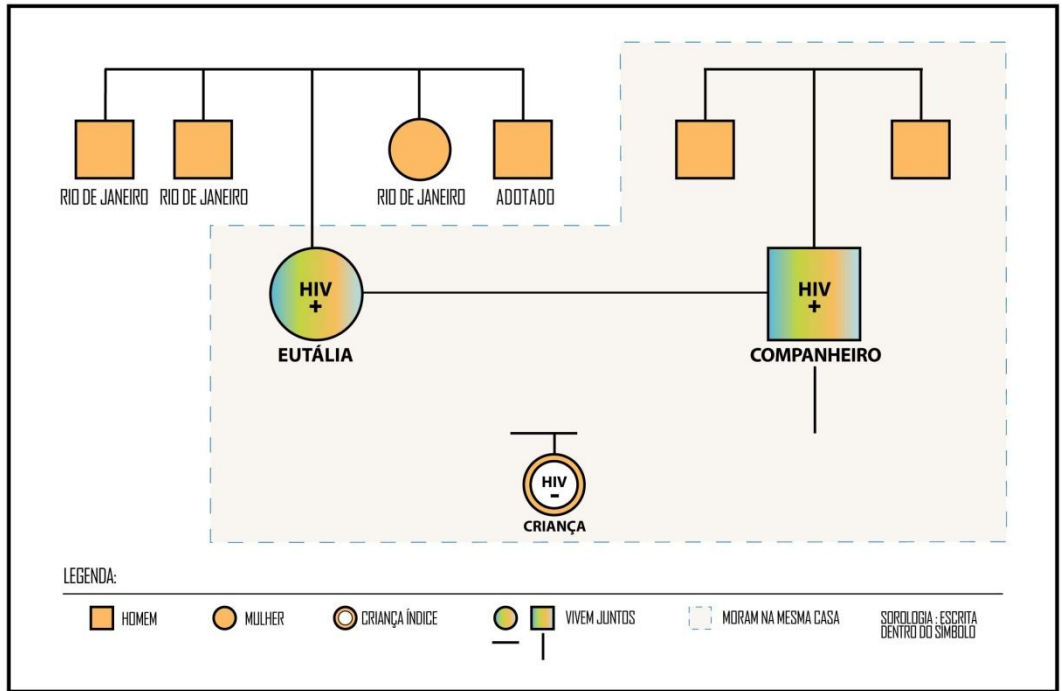 RIO DE JANEIRO
RIO DE JANEIRO
RIO DE JANEIRO
ADOTADO
HIV
+
EUTÁLIA
HIV
+
COMPANHEIRO
HIV
-
CRIANÇA
LEGENDA:
HOMEM
MULHER
CRIANÇA ÍNDICE
VIVEM JUNTOS
MORAM NA MESMA CASA
SOROLOGIA : ESCRITA
DENTRO DO SÍMBOLO